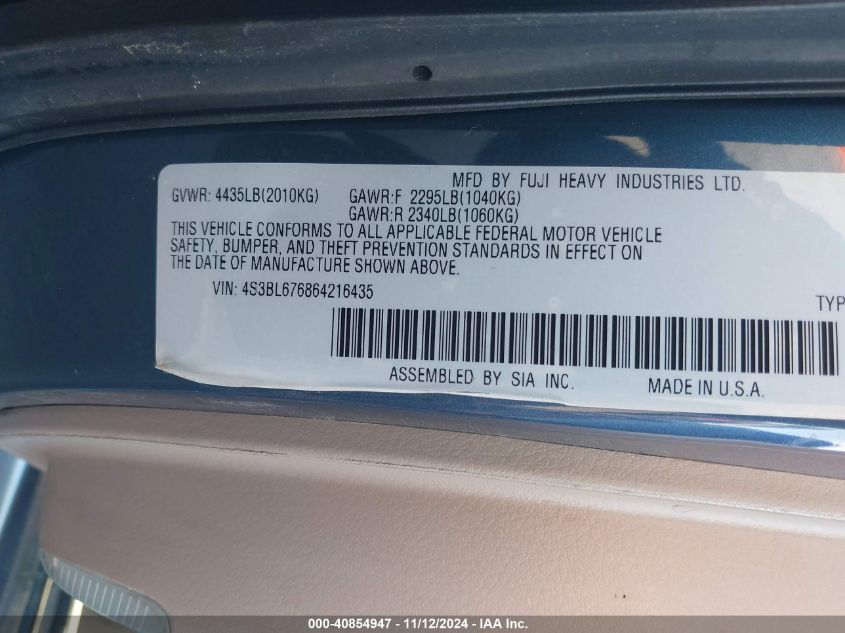 MFD BY FUJI HEAVY INDUSTRIES LTD.
GVWR: 4435LB(2010KG) GAWR:F 2295LB(1040KG)
GAWR:R 2340LB(1060KG)
THIS VEHICLE CONFORMS TO ALL APPLICABLE FEDERAL MOTOR VEHICLE
SAFETY, BUMPER, AND THEFT PREVENTION STANDARDS IN EFFECT ON
THE DATE OF MANUFACTURE SHOWN ABOVE.
VIN: 4S3BL676864216435
TYP
ASSEMBLED BY SIA INC. MADE IN U.S.A.
000-40854947 - 11/12/2024 - IAA Inc.